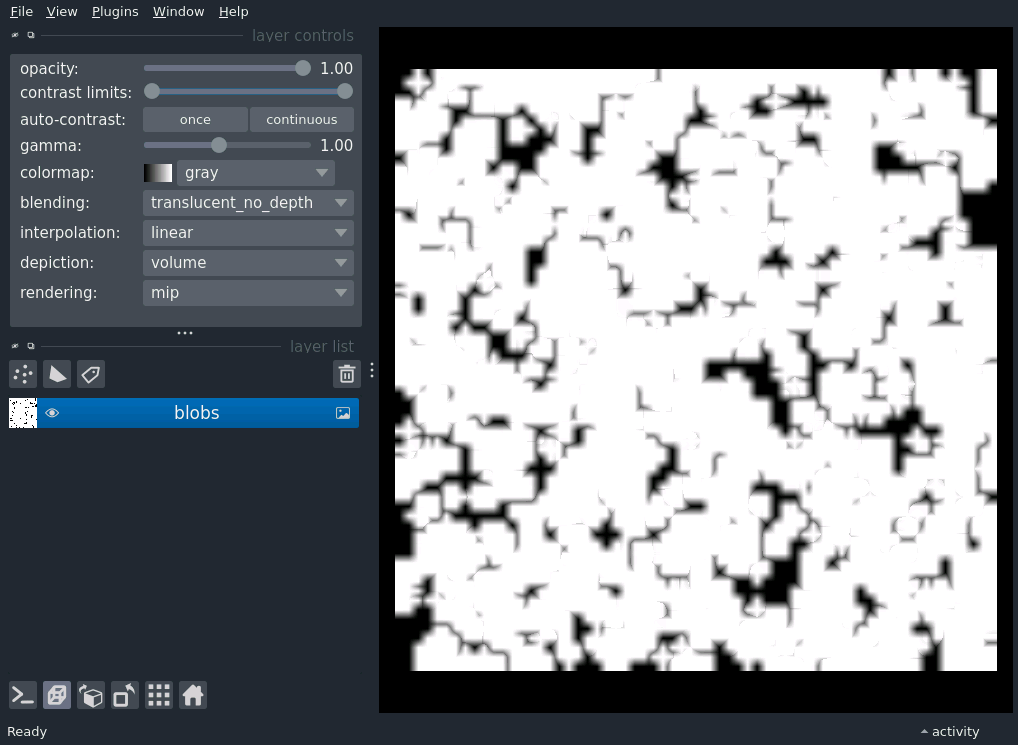 File View Plugins Window Help
layer controls
opacity: 1.00
contrast limits:
auto-contrast: once continuous
gamma: 1.00
colormap: gray
blending: translucent_no_depth
interpolation: linear
depiction: volume
rendering: mip
layer list
blobs
Ready activity